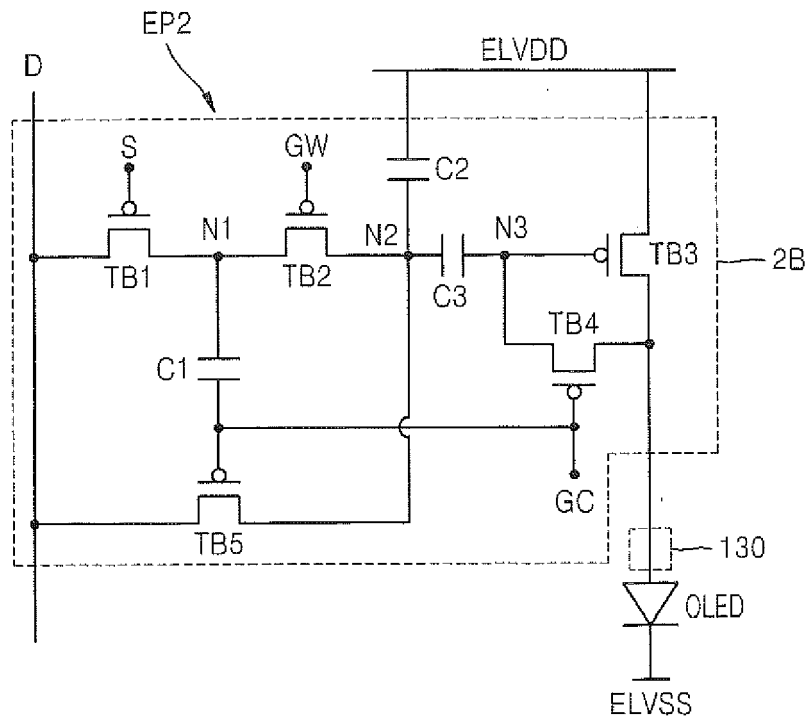 EP2
D
ELVDD
S
GW
C2
N1
N2
N3
TB1
TB2
C3
TB3
2B
TB4
C1
GC
TB5
130
OLED
ELVSS